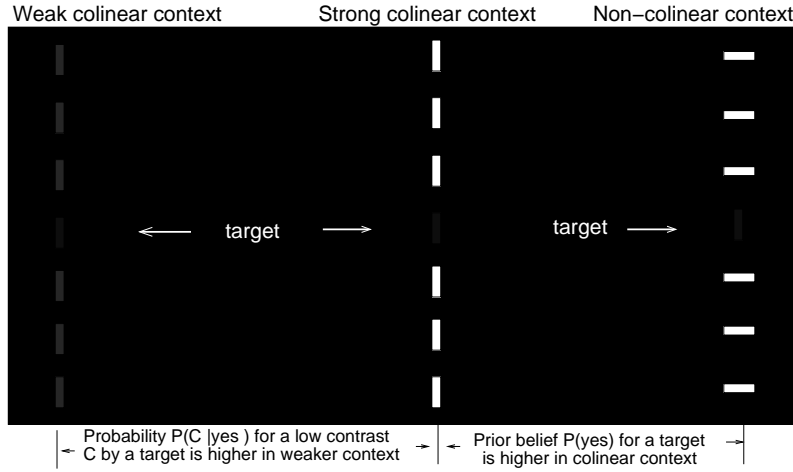 Weak colinear context
Strong colinear context
Non−colinear context
target
target
Probability P(C |yes ) for a low contrast
C by a target is higher in weaker context
Prior belief P(yes) for a target
is higher in colinear context